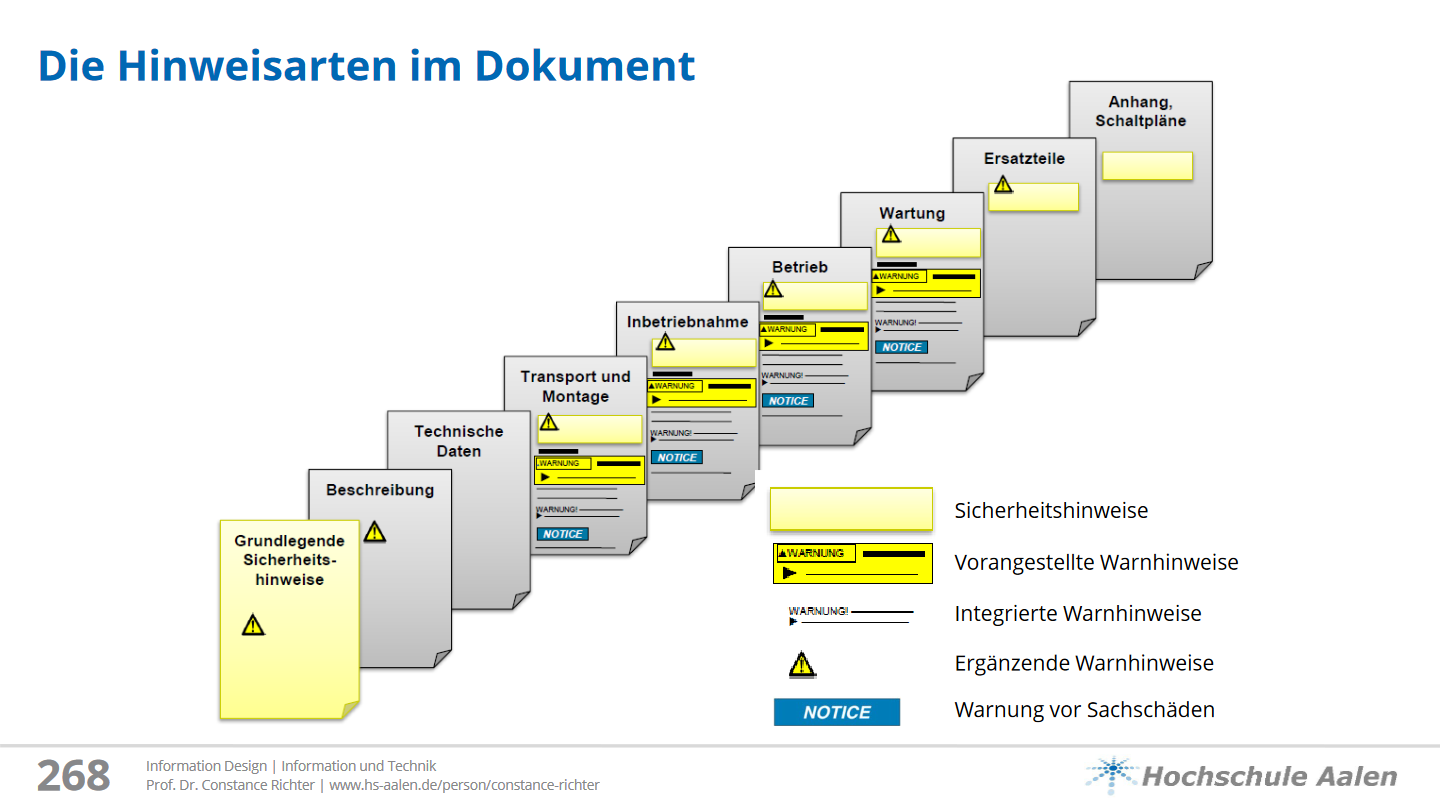 Die Hinweisarten im Dokument
Anhang,
Schaltpläne
Ersatzteile
Wartung
WARNUNG
WARNUNG!
NOTICE
Betrieb
WARNUNG
WARNUNG!
NOTICE
Inbetriebnahme
WARNUNG
WARNUNG!
NOTICE
Transport und
Montage
WARNUNG
WARNUNG!
NOTICE
Technische
Daten
Beschreibung
Grundlegende
Sicherheits-
hinweise
Sicherheitshinweise
WARNUNG
Vorangestellte Warnhinweise
WARNUNG!
Integrierte Warnhinweise
Ergänzende Warnhinweise
NOTICE
Warnung vor Sachschäden
268
Information Design | Information und Technik
Prof. Dr. Constance Richter | www.hs-aalen.de/person/constance-richter
Hochschule Aalen